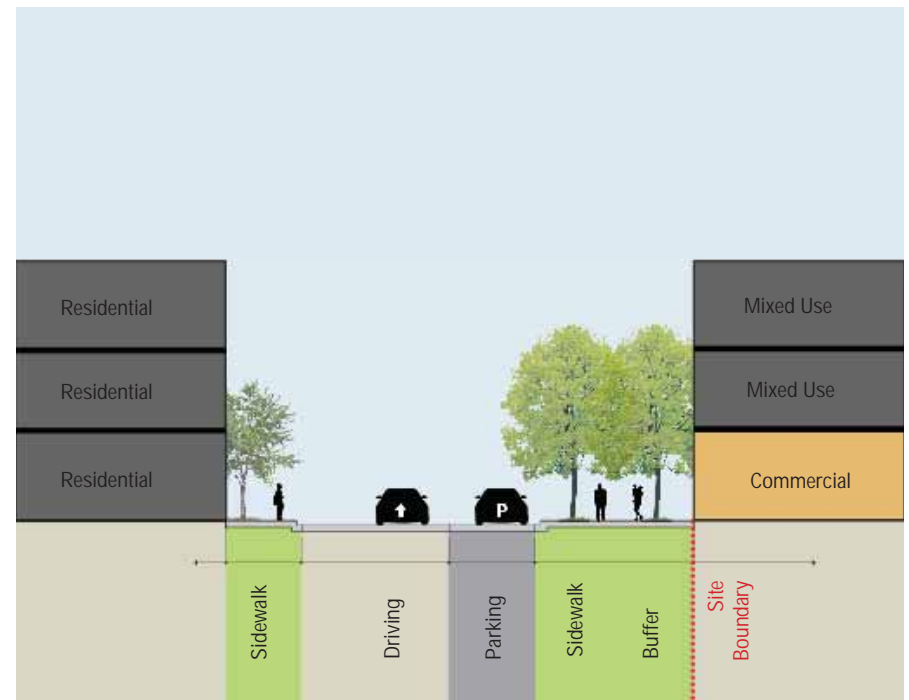 Residential
Mixed Use
Residential
Mixed Use
Residential
Commercial
P
Sidewalk
Driving
Parking
Sidewalk
Buffer
Site
Boundary